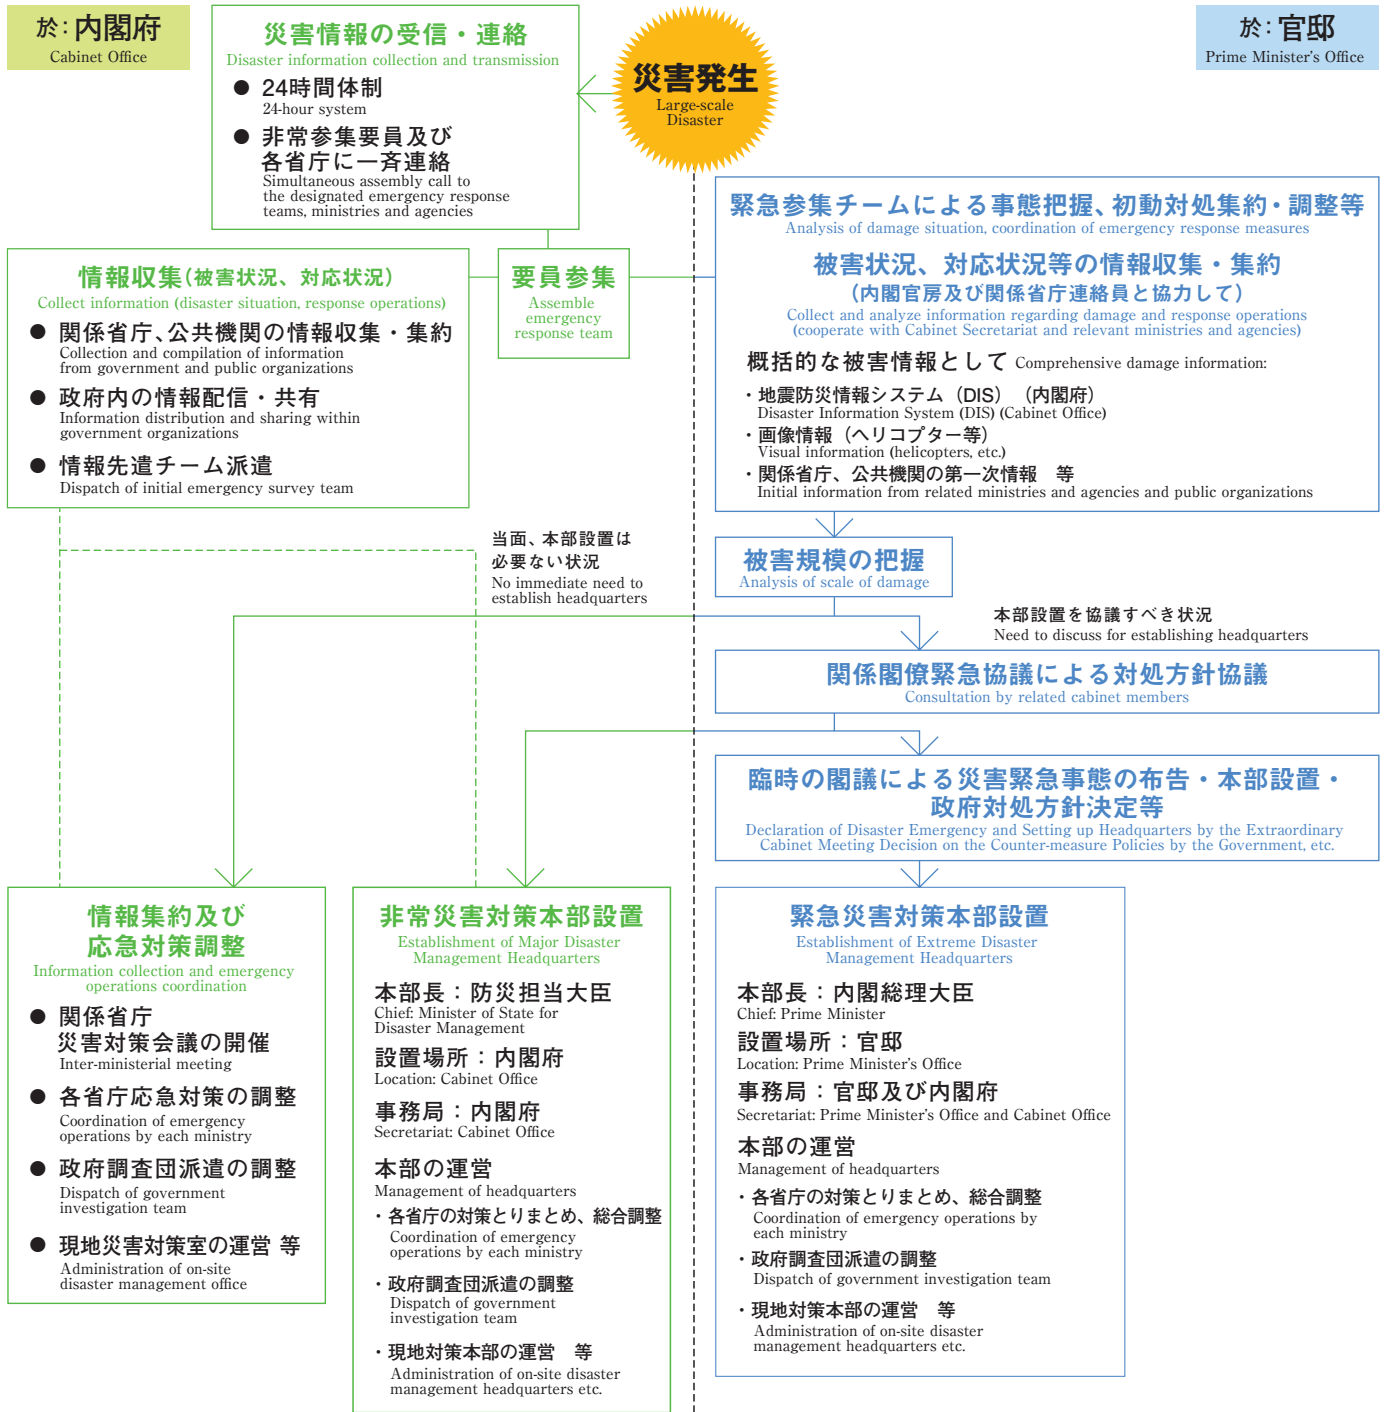 於：内閣府
Cabinet Office
災害情報の受信・連絡
Disaster information collection and transmission
● 24時間体制
24-hour system
● 非常参集要員及び
各省庁に一斉連絡
Simultaneous assembly call to
the designated emergency response
teams, ministries and agencies
災害発生
Large-scale
Disaster
於：官邸
Prime Minister's Office
情報収集（被害状況、対応状況）
Collect information (disaster situation, response operations)
● 関係省庁、公共機関の情報収集・集約
Collection and compilation of information
from government and public organizations
● 政府内の情報配信・共有
Information distribution and sharing within
government organizations
● 情報先遣チーム派遣
Dispatch of initial emergency survey team
要員参集
Assemble
emergency
response team
緊急参集チームによる事態把握、初動対処集約・調整等
Analysis of damage situation, coordination of emergency response measures
被害状況、対応状況等の情報収集・集約
（内閣官房及び関係省庁連絡員と協力して）
Collect and analyze information regarding damage and response operations
(cooperate with Cabinet Secretariat and relevant ministries and agencies)
概括的な被害情報として Comprehensive damage information:
・地震防災情報システム（DIS）（内閣府）
Disaster Information System (DIS) (Cabinet Office)
・画像情報（ヘリコプター等）
Visual information (helicopters, etc.)
・関係省庁、公共機関の第一次情報　等
Initial information from related ministries and agencies and public organizations
当面、本部設置は
必要ない状況
No immediate need to
establish headquarters
被害規模の把握
Analysis of scale of damage
本部設置を協議すべき状況
Need to discuss for establishing headquarters
関係閣僚緊急協議による対処方針協議
Consultation by related cabinet members
臨時の閣議による災害緊急事態の布告・本部設置・
政府対処方針決定等
Declaration of Disaster Emergency and Setting up Headquarters by the Extraordinary
Cabinet Meeting Decision on the Counter-measure Policies by the Government, etc.
情報集約及び
応急対策調整
Information collection and emergency
operations coordination
● 関係省庁
災害対策会議の開催
Inter-ministerial meeting
● 各省庁応急対策の調整
Coordination of emergency
operations by each ministry
● 政府調査団派遣の調整
Dispatch of government
investigation team
● 現地災害対策室の運営 等
Administration of on-site
disaster management office
非常災害対策本部設置
Establishment of Major Disaster
Management Headquarters
本部長：防災担当大臣
Chief: Minister of State for
Disaster Management
設置場所：内閣府
Location: Cabinet Office
事務局：内閣府
Secretariat: Cabinet Office
本部の運営
Management of headquarters
・各省庁の対策とりまとめ、総合調整
Coordination of emergency
operations by each ministry
・政府調査団派遣の調整
Dispatch of government
investigation team
・現地対策本部の運営　等
Administration of on-site disaster
management headquarters etc.
緊急災害対策本部設置
Establishment of Extreme Disaster
Management Headquarters
本部長：内閣総理大臣
Chief: Prime Minister
設置場所：官邸
Location: Prime Minister's Office
事務局：官邸及び内閣府
Secretariat: Prime Minister's Office and Cabinet Office
本部の運営
Management of headquarters
・各省庁の対策とりまとめ、総合調整
Coordination of emergency operations by
each ministry
・政府調査団派遣の調整
Dispatch of government investigation team
・現地対策本部の運営　等
Administration of on-site disaster
management headquarters etc.